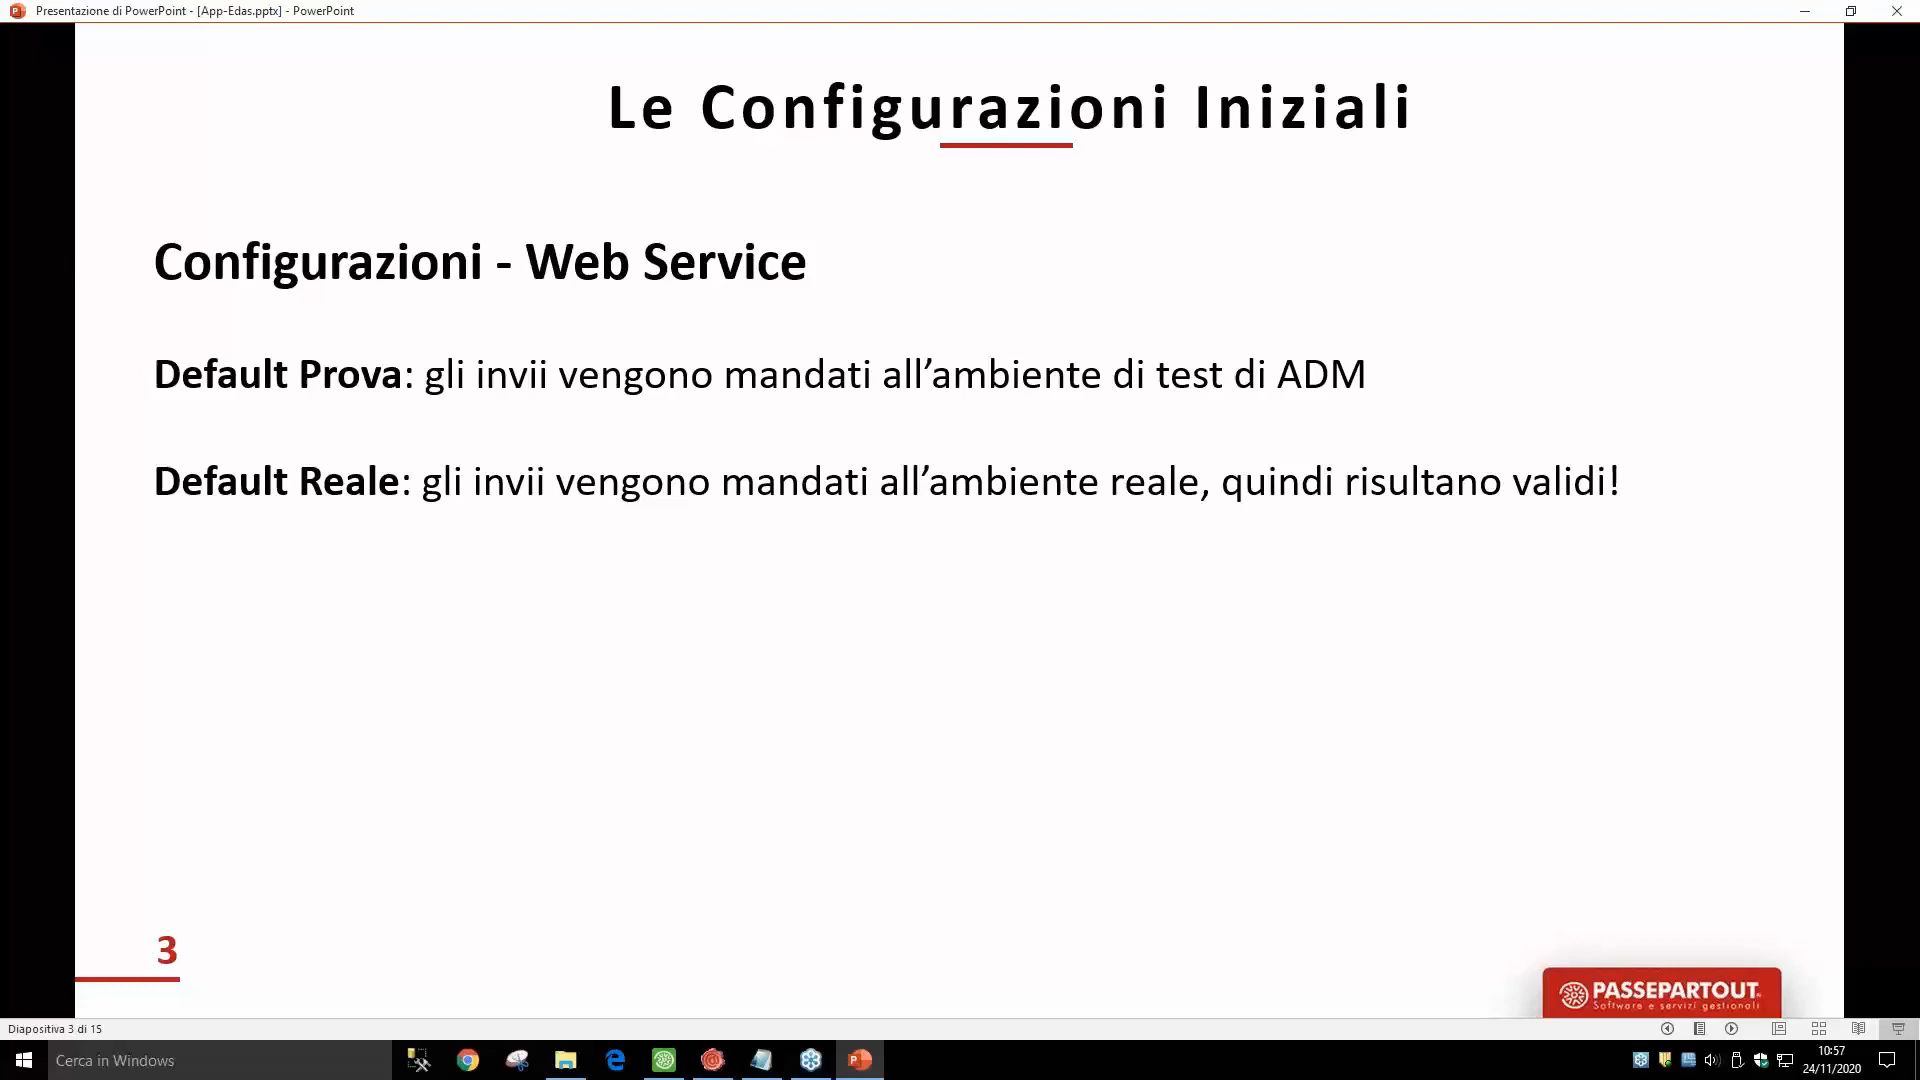 Presentazione di PowerPoint - [App-Edas.pptx] - PowerPoint
Le Configurazioni Iniziali
Configurazioni - Web Service
Default Prova: gli invii vengono mandati all’ambiente di test di ADM
Default Reale: gli invii vengono mandati all’ambiente reale, quindi risultano validi!
3
PASSEPARTOUT
Software e servizi gestionali
Diapositiva 3 di 15
Cerca in Windows
10:57
24/11/2020